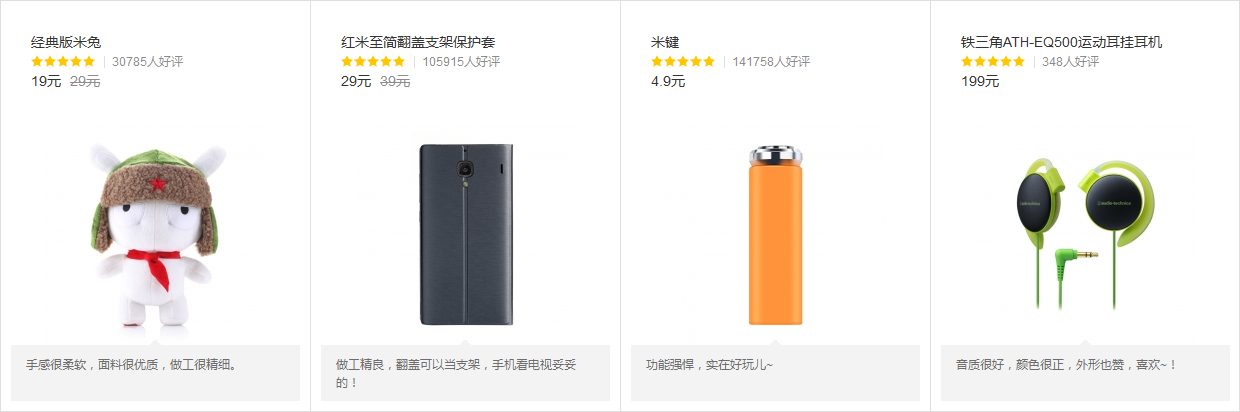 经典版米兔
30785人好评
19元 29元
手感很柔软，面料很优质，做工很精细。
红米至简翻盖支架保护套
105915人好评
29元 39元
做工精良，翻盖可以当支架，手机看电视妥妥
的！
米键
141758人好评
4.9元
功能强悍，实在好玩儿~
铁三角ATH-EQ500运动耳挂耳机
348人好评
199元
音质很好，颜色很正，外形也赞，喜欢~！